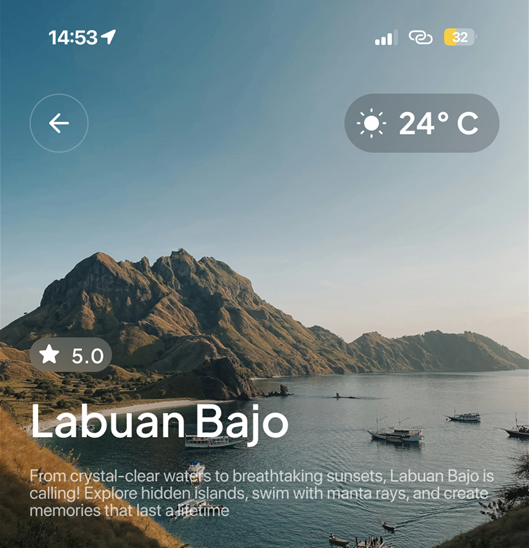 14:53
32
24° C
5.0
Labuan Bajo
From crystal-clear waters to breathtaking sunsets, Labuan Bajo is
calling! Explore hidden islands, swim with manta rays, and create
memories that last a lifetime